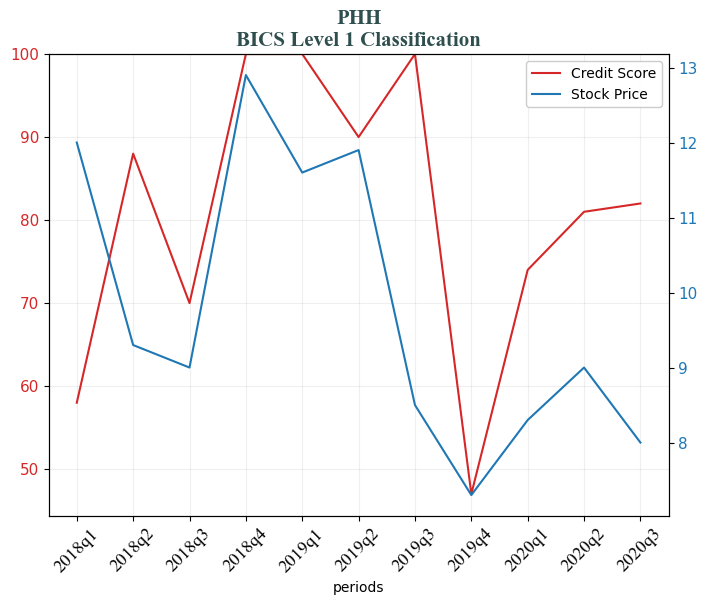 PHH
BICS Level 1 Classification
Credit Score
Stock Price
100
90
80
70
60
50
13
12
11
10
9
8
2018q1
2018q2
2018q3
2018q4
2019q1
2019q2
2019q3
2019q4
2020q1
2020q2
2020q3
periods